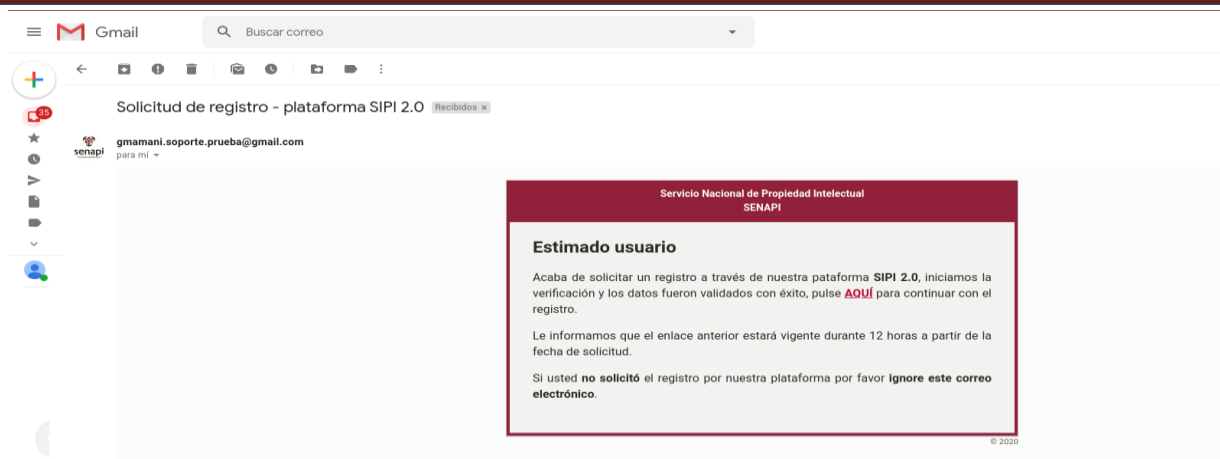 Gmail
Buscar correo
35
Solicitud de registro - plataforma SIPI 2.0 Recibidos x
senapi
gmamani.soporte.prueba@gmail.com
para mí
Servicio Nacional de Propiedad Intelectual
SENAPI
Estimado usuario
Acaba de solicitar un registro a través de nuestra pataforma SIPI 2.0, iniciamos la
verificación y los datos fueron validados con éxito, pulse AQUÍ para continuar con el
registro.
Le informamos que el enlace anterior estará vigente durante 12 horas a partir de la
fecha de solicitud.
Si usted no solicitó el registro por nuestra plataforma por favor ignore este correo
electrónico.
© 2020